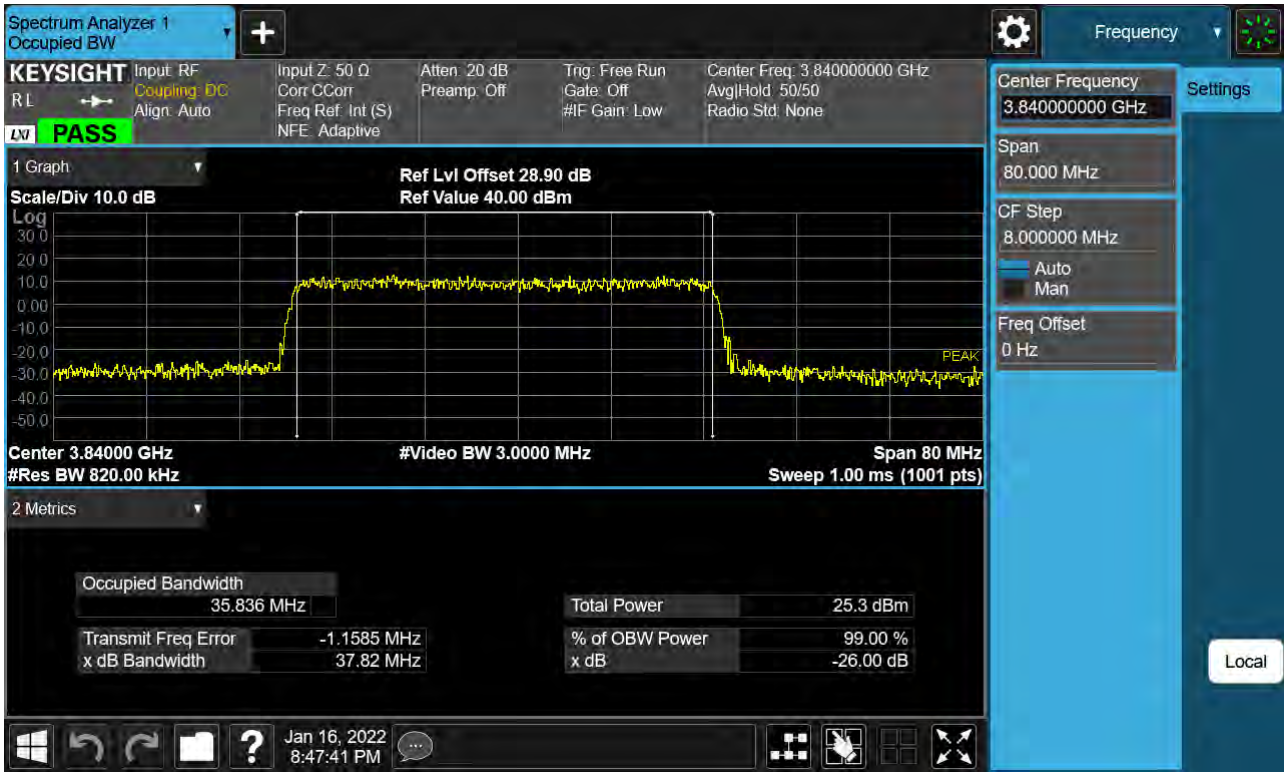 Spectrum Analyzer 1
Occupied BW
+
Frequency
KEYSIGHT
RL
LXI
PASS
Input: RF
Coupling: DC
Align: Auto
Input Z: 50 Ω
Corr CCorr
Freq Ref: Int (S)
NFE: Adaptive
Atten: 20 dB
Preamp: Off
Trig: Free Run
Gate: Off
#IF Gain: Low
Center Freq: 3.840000000 GHz
Avg|Hold: 50/50
Radio Std: None
Center Frequency
3.840000000 GHz
Settings
Span
80.000 MHz
CF Step
8.000000 MHz
Auto
Man
Freq Offset
0 Hz
1 Graph
Scale/Div 10.0 dB
Ref Lvl Offset 28.90 dB
Ref Value 40.00 dBm
Log
30.0
20.0
10.0
0.00
-10.0
-20.0
-30.0
-40.0
-50.0
PEAK
Center 3.84000 GHz
#Video BW 3.0000 MHz
Span 80 MHz
#Res BW 820.00 kHz
Sweep 1.00 ms (1001 pts)
2 Metrics
Occupied Bandwidth
35.836 MHz
Total Power 25.3 dBm
Transmit Freq Error -1.1585 MHz
% of OBW Power 99.00 %
x dB Bandwidth 37.82 MHz
x dB -26.00 dB
Local
?
Jan 16, 2022
8:47:41 PM